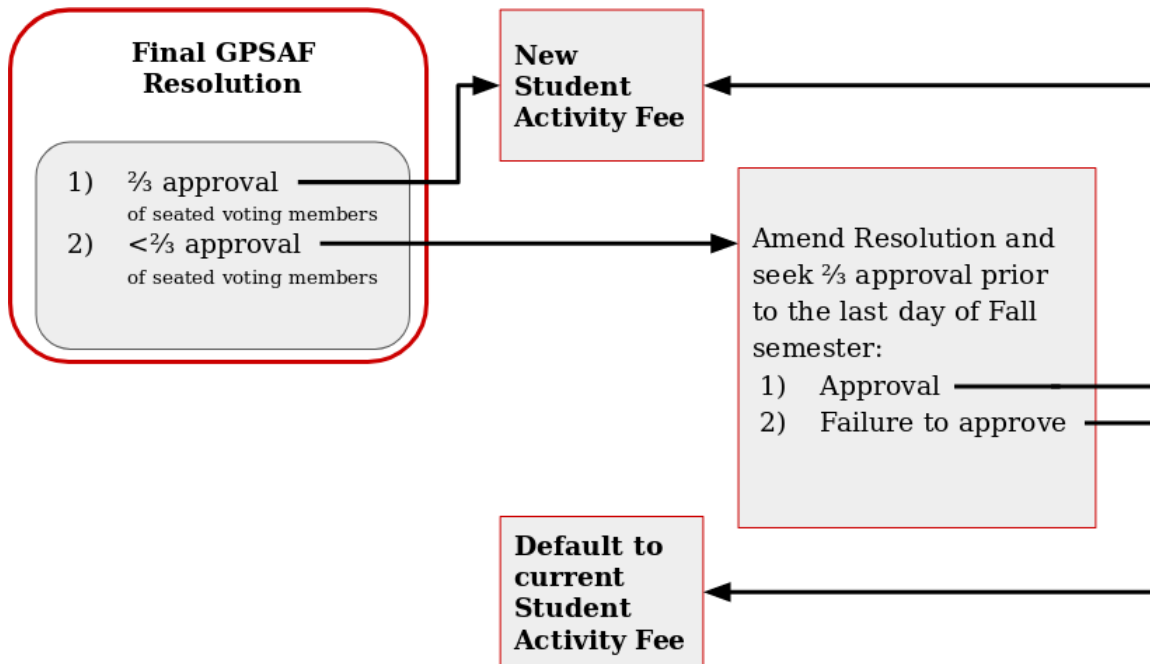 Final GPSAF
Resolution
1) ⅔ approval
of seated voting members
2) <⅔ approval
of seated voting members
New
Student
Activity Fee
Amend Resolution and
seek ⅔ approval prior
to the last day of Fall
semester:
1) Approval
2) Failure to approve
Default to
current
Student
Activity Fee